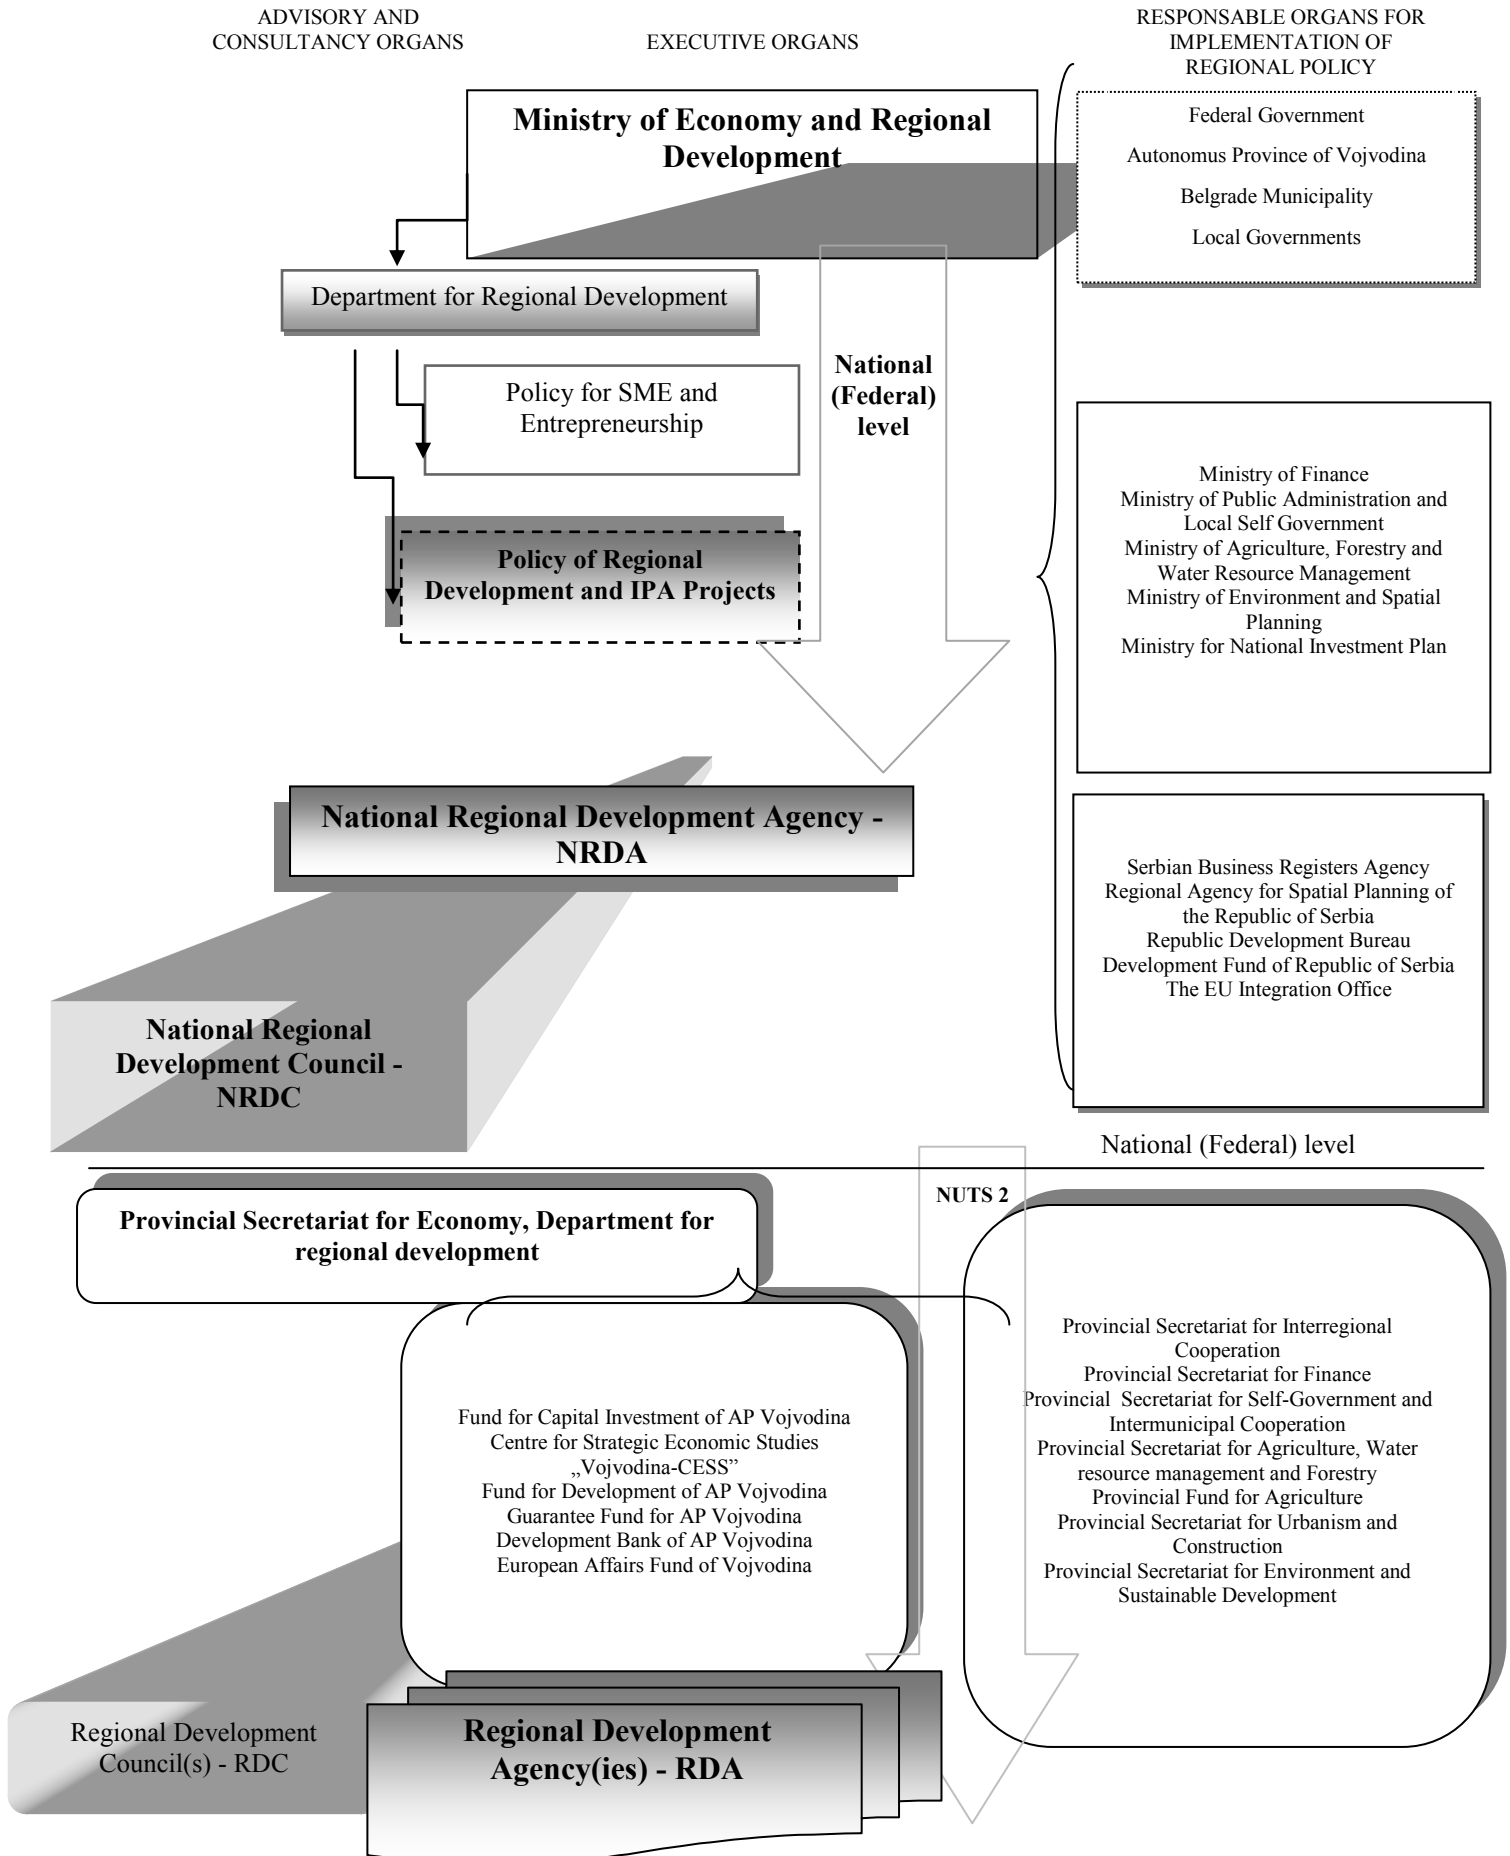 ADVISORY AND
CONSULTANCY ORGANS
EXECUTIVE ORGANS
RESPONSABLE ORGANS FOR
IMPLEMENTATION OF
REGIONAL POLICY
Ministry of Economy and Regional
Development
Federal Government
Autonomus Province of Vojvodina
Belgrade Municipality
Local Governments
Department for Regional Development
Policy for SME and
Entrepreneurship
National
(Federal)
level
Policy of Regional
Development and IPA Projects
Ministry of Finance
Ministry of Public Administration and
Local Self Government
Ministry of Agriculture, Forestry and
Water Resource Management
Ministry of Environment and Spatial
Planning
Ministry for National Investment Plan
National Regional Development Agency -
NRDA
Serbian Business Registers Agency
Regional Agency for Spatial Planning of
the Republic of Serbia
Republic Development Bureau
Development Fund of Republic of Serbia
The EU Integration Office
National Regional
Development Council -
NRDC
National (Federal) level
NUTS 2
Provincial Secretariat for Economy, Department for
regional development
Fund for Capital Investment of AP Vojvodina
Centre for Strategic Economic Studies
„Vojvodina-CESS”
Fund for Development of AP Vojvodina
Guarantee Fund for AP Vojvodina
Development Bank of AP Vojvodina
European Affairs Fund of Vojvodina
Provincial Secretariat for Interregional
Cooperation
Provincial Secretariat for Finance
Provincial  Secretariat for Self-Government and
Intermunicipal Cooperation
Provincial Secretariat for Agriculture, Water
resource management and Forestry
Provincial Fund for Agriculture
Provincial Secretariat for Urbanism and
Construction
Provincial Secretariat for Environment and
Sustainable Development
Regional Development
Council(s) - RDC
Regional Development
Agency(ies) - RDA